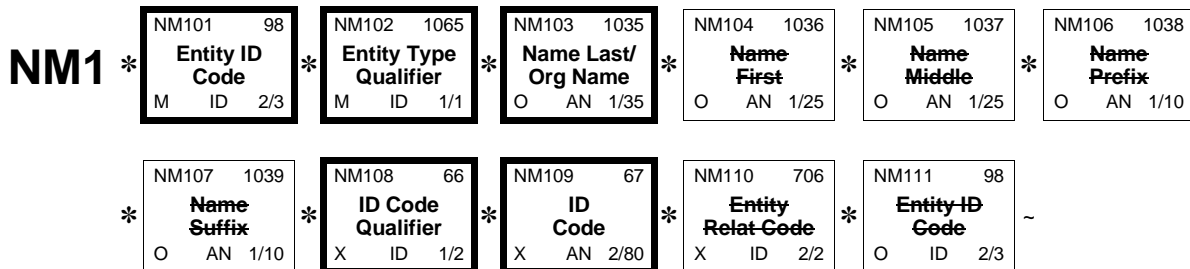 NM101 98 NM102 1065 NM103 1035 NM104 1036 NM105 1037 NM106 1038
NM1 * Entity ID Code * Entity Type Qualifier * Name Last/ Org Name * Name First * Name Middle * Name Prefix
M ID 2/3 M ID 1/1 O AN 1/35 O AN 1/25 O AN 1/25 O AN 1/10
NM107 1039 NM108 66 NM109 67 NM110 706 NM111 98
* Name Suffix * ID Code Qualifier * ID Code * Entity Relat Code * Entity ID Code ~
O AN 1/10 X ID 1/2 X AN 2/80 X ID 2/2 O ID 2/3